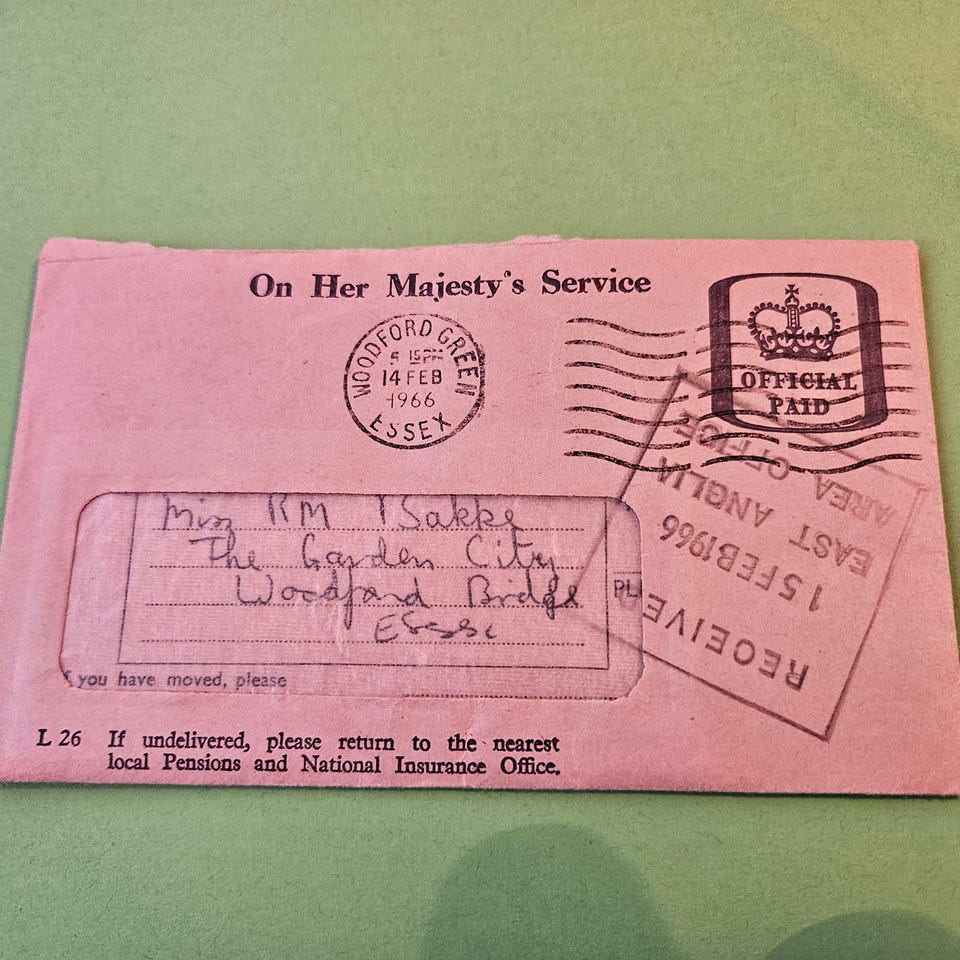 On Her Majesty's Service
WOODFORD GREEN
5 15PM
14 FEB
1966
ESSEX
OFFICIAL
PAID
RECEIVED
15 FEB 1966
EAST ANGLIA
AREA OFFICE
Miss RM
The Garden City
Woodford Bridge
Essex
PL
you have moved, please
L 26 If undelivered, please return to the nearest
local Pensions and National Insurance Office.